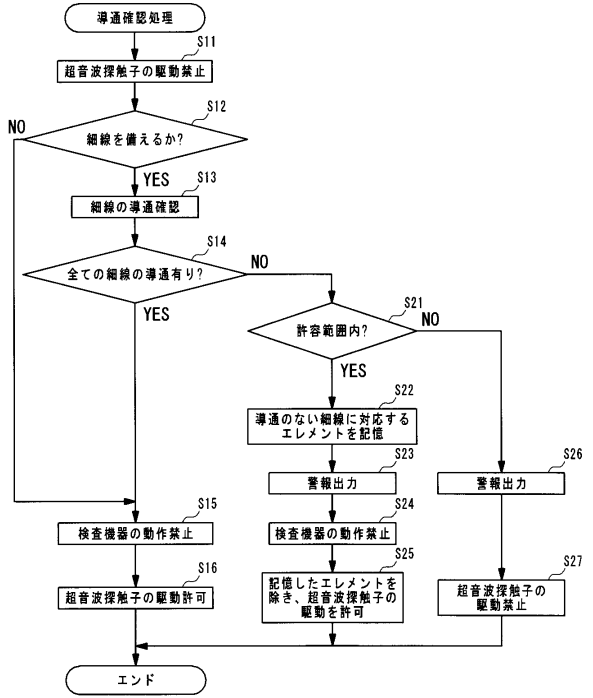 導通確認処理
S11
超音波探触子の駆動禁止
S12
細線を備えるか?
NO
YES
S13
細線の導通確認
S14
全ての細線の導通有り?
NO
YES
S21
許容範囲内?
NO
YES
S22
導通のない細線に対応する
エレメントを記憶
S23
警報出力
S26
警報出力
S15
検査機器の動作禁止
S24
検査機器の動作禁止
S16
超音波探触子の駆動許可
S25
記憶したエレメントを
除き、超音波探触子の
駆動を許可
S27
超音波探触子の
駆動禁止
エンド